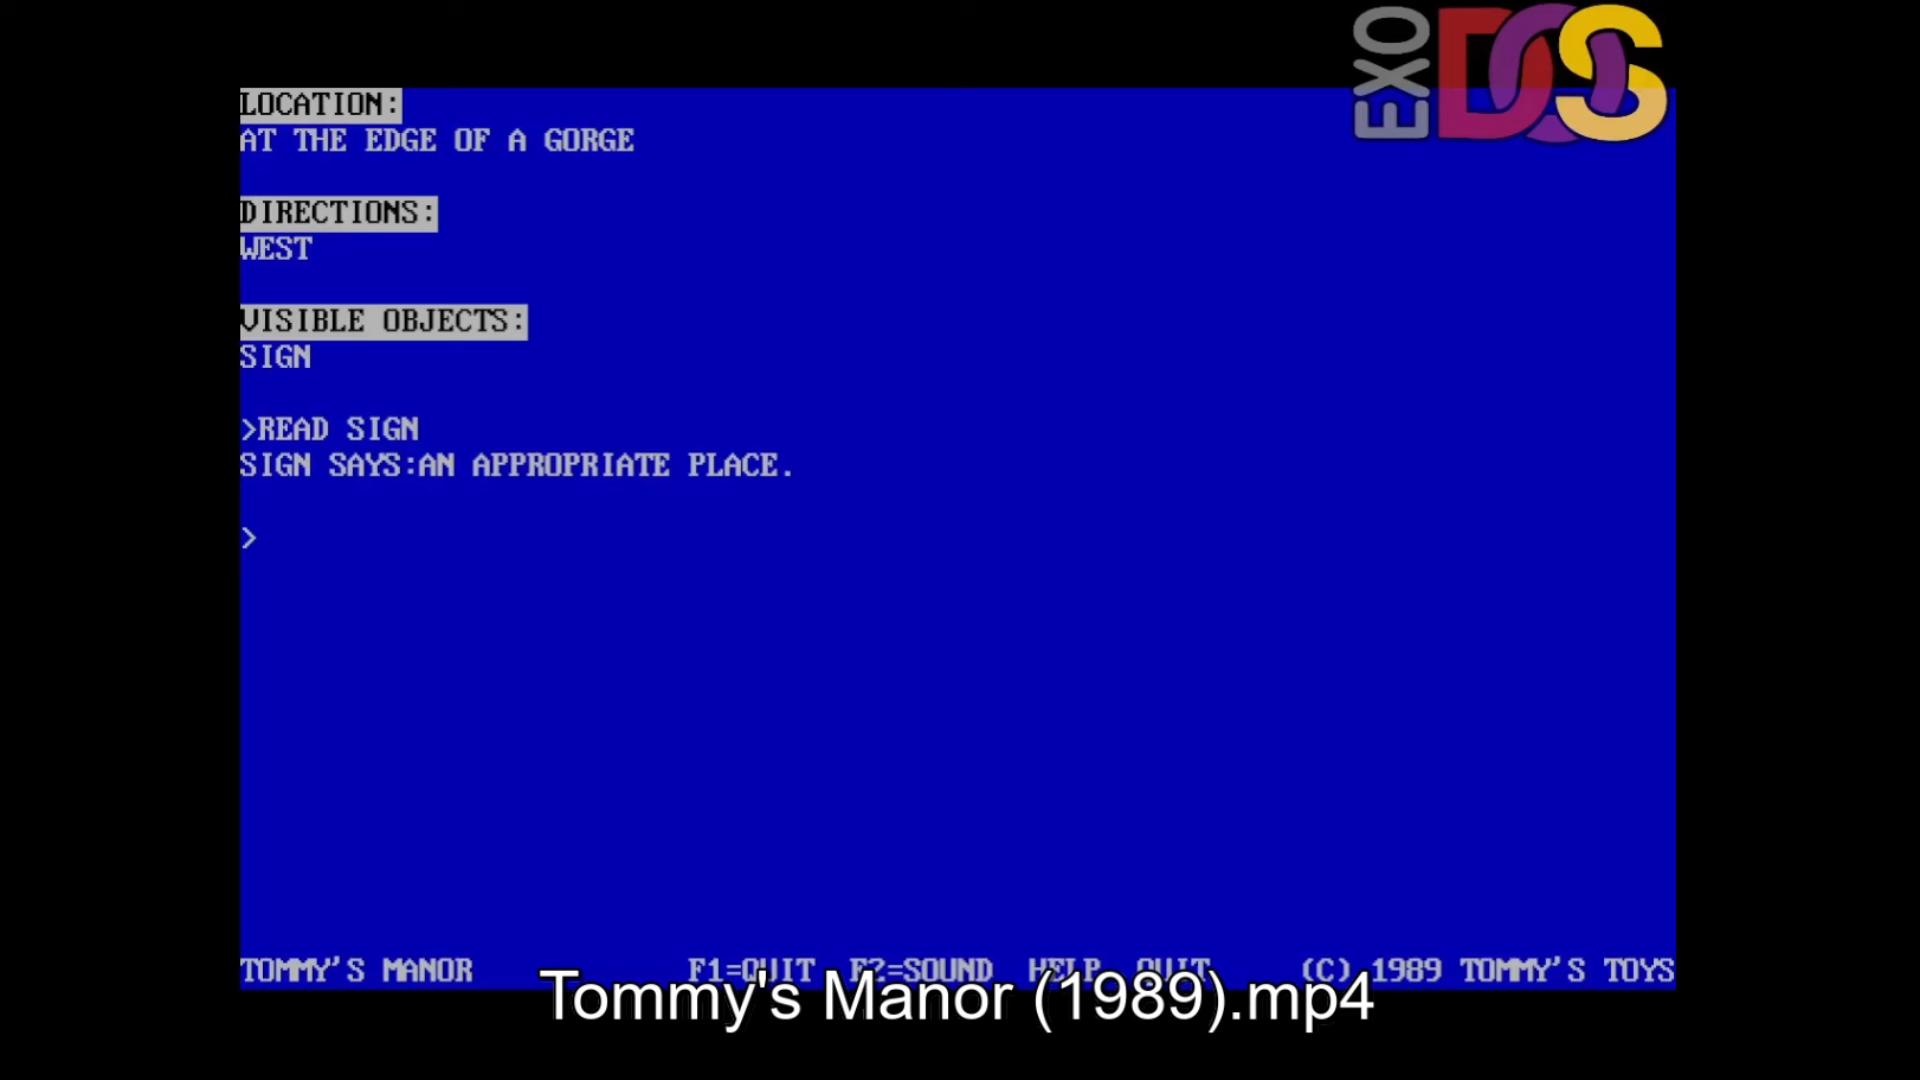 EXO DOS
LOCATION:
AT THE EDGE OF A GORGE
DIRECTIONS:
WEST
VISIBLE OBJECTS:
SIGN
>READ SIGN
SIGN SAYS:AN APPROPRIATE PLACE.
>
TOMMY'S MANOR F1=QUIT F2=SOUND HELP QUIT (C) 1989 TOMMY'S TOYS
Tommy's Manor (1989).mp4